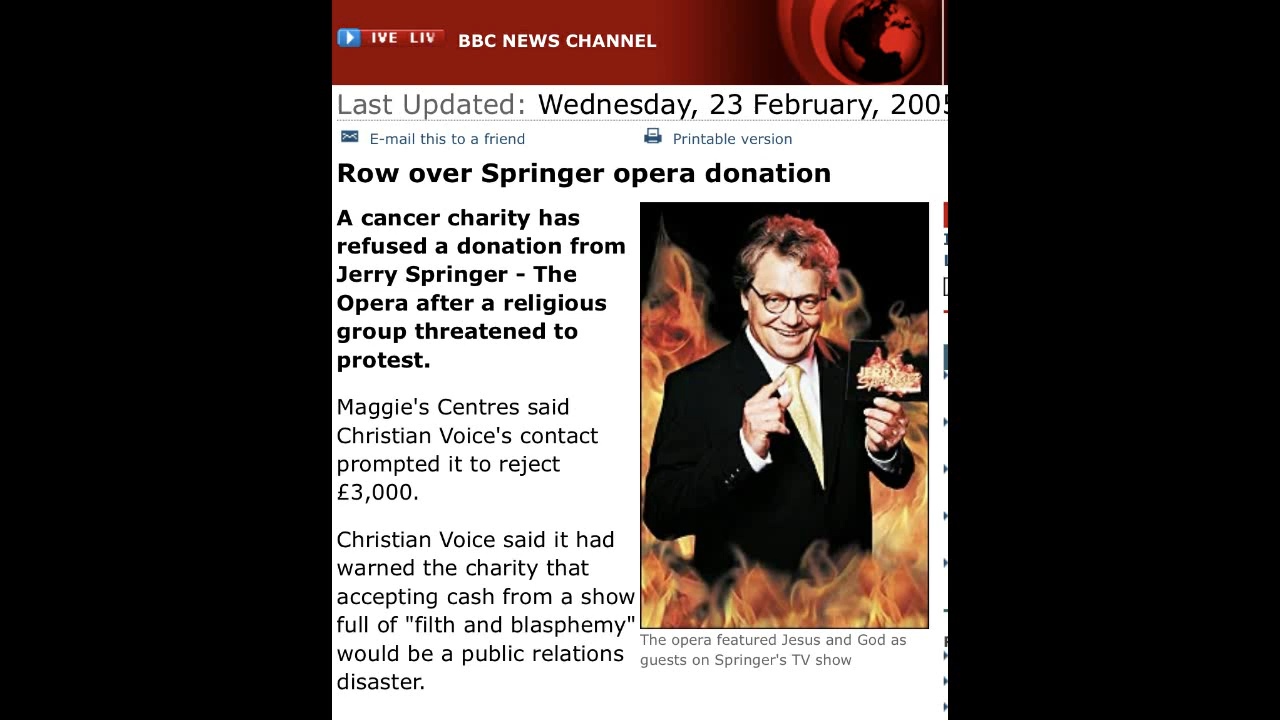 IVE LIV BBC NEWS CHANNEL
Last Updated: Wednesday, 23 February, 2005
E-mail this to a friend Printable version
Row over Springer opera donation
A cancer charity has
refused a donation from
Jerry Springer - The
Opera after a religious
group threatened to
protest.
Maggie's Centres said
Christian Voice's contact
prompted it to reject
£3,000.
Christian Voice said it had
warned the charity that
accepting cash from a show
full of "filth and blasphemy"
would be a public relations
disaster.
JERRY
SPRINGER
The opera featured Jesus and God as
guests on Springer's TV show